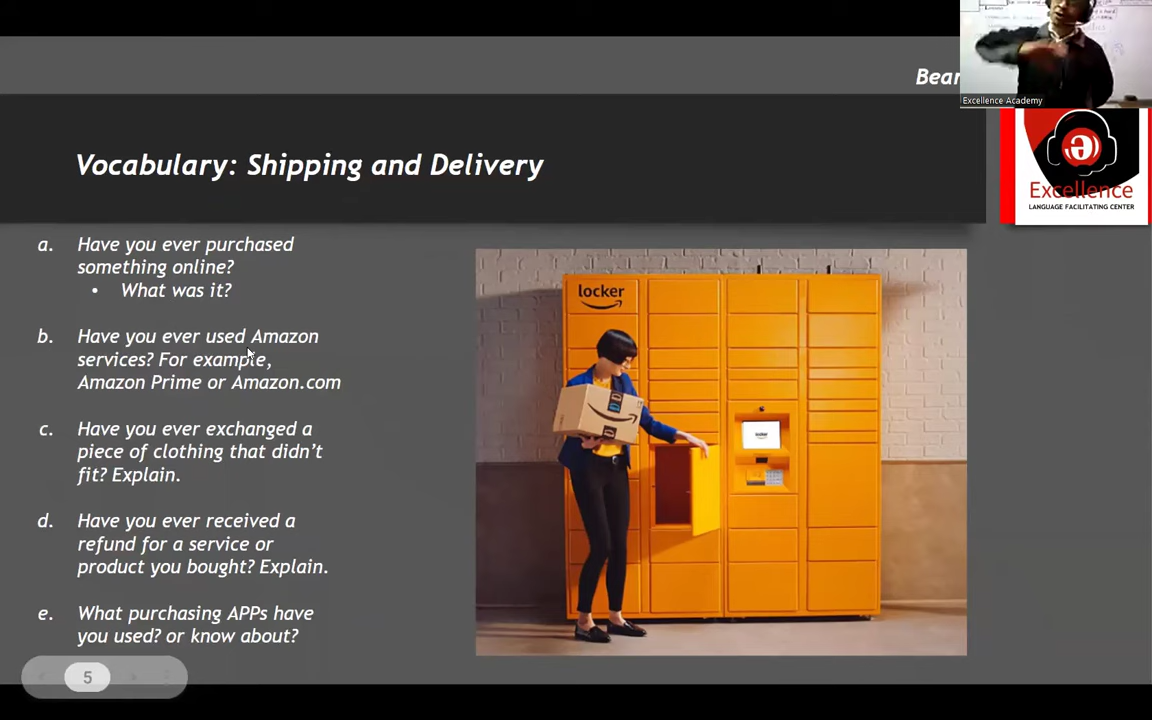 Bear
Excellence Academy
Vocabulary: Shipping and Delivery
Excellence
LANGUAGE FACILITATING CENTER
a. Have you ever purchased
something online?
• What was it?
b. Have you ever used Amazon
services? For example,
Amazon Prime or Amazon.com
c. Have you ever exchanged a
piece of clothing that didn't
fit? Explain.
d. Have you ever received a
refund for a service or
product you bought? Explain.
e. What purchasing APPs have
you used? or know about?
locker
locker
5